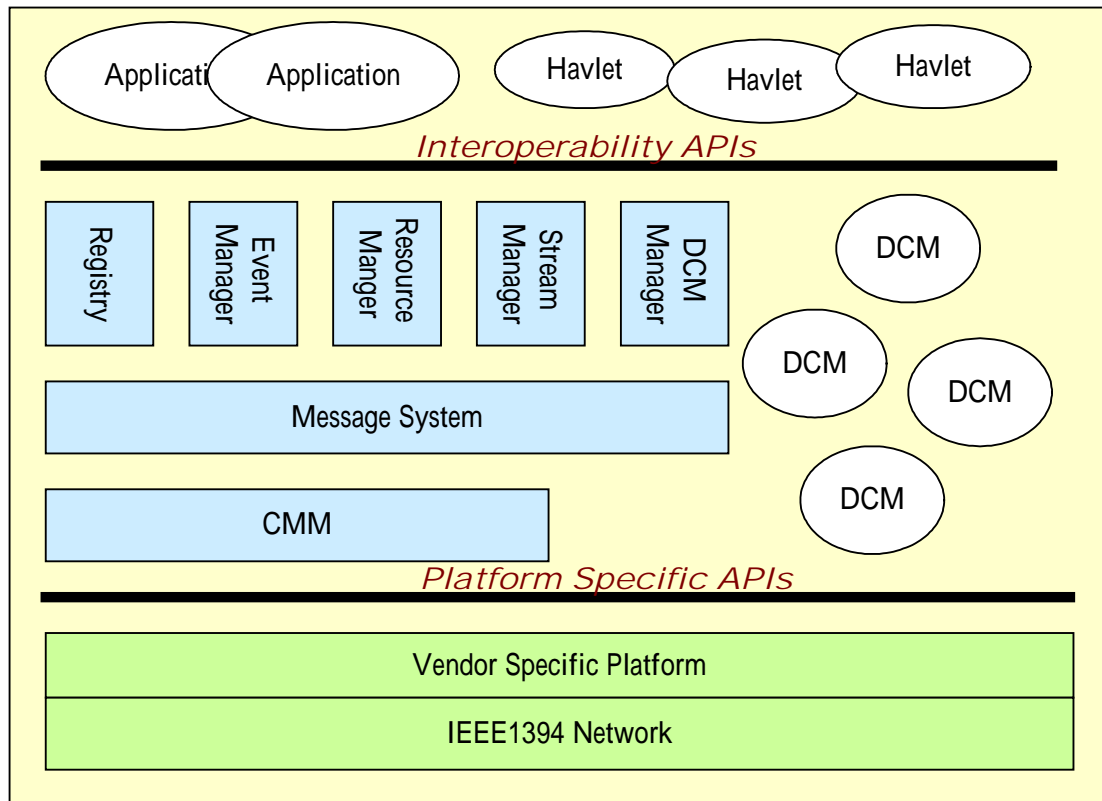 Applicati
Application
Havlet
Havlet
Havlet
Interoperability APIs
Registry
Event
Manager
Resource
Manger
Stream
Manager
DCM
Manager
DCM
DCM
DCM
DCM
Message System
CMM
Platform Specific APIs
Vendor Specific Platform
IEEE1394 Network